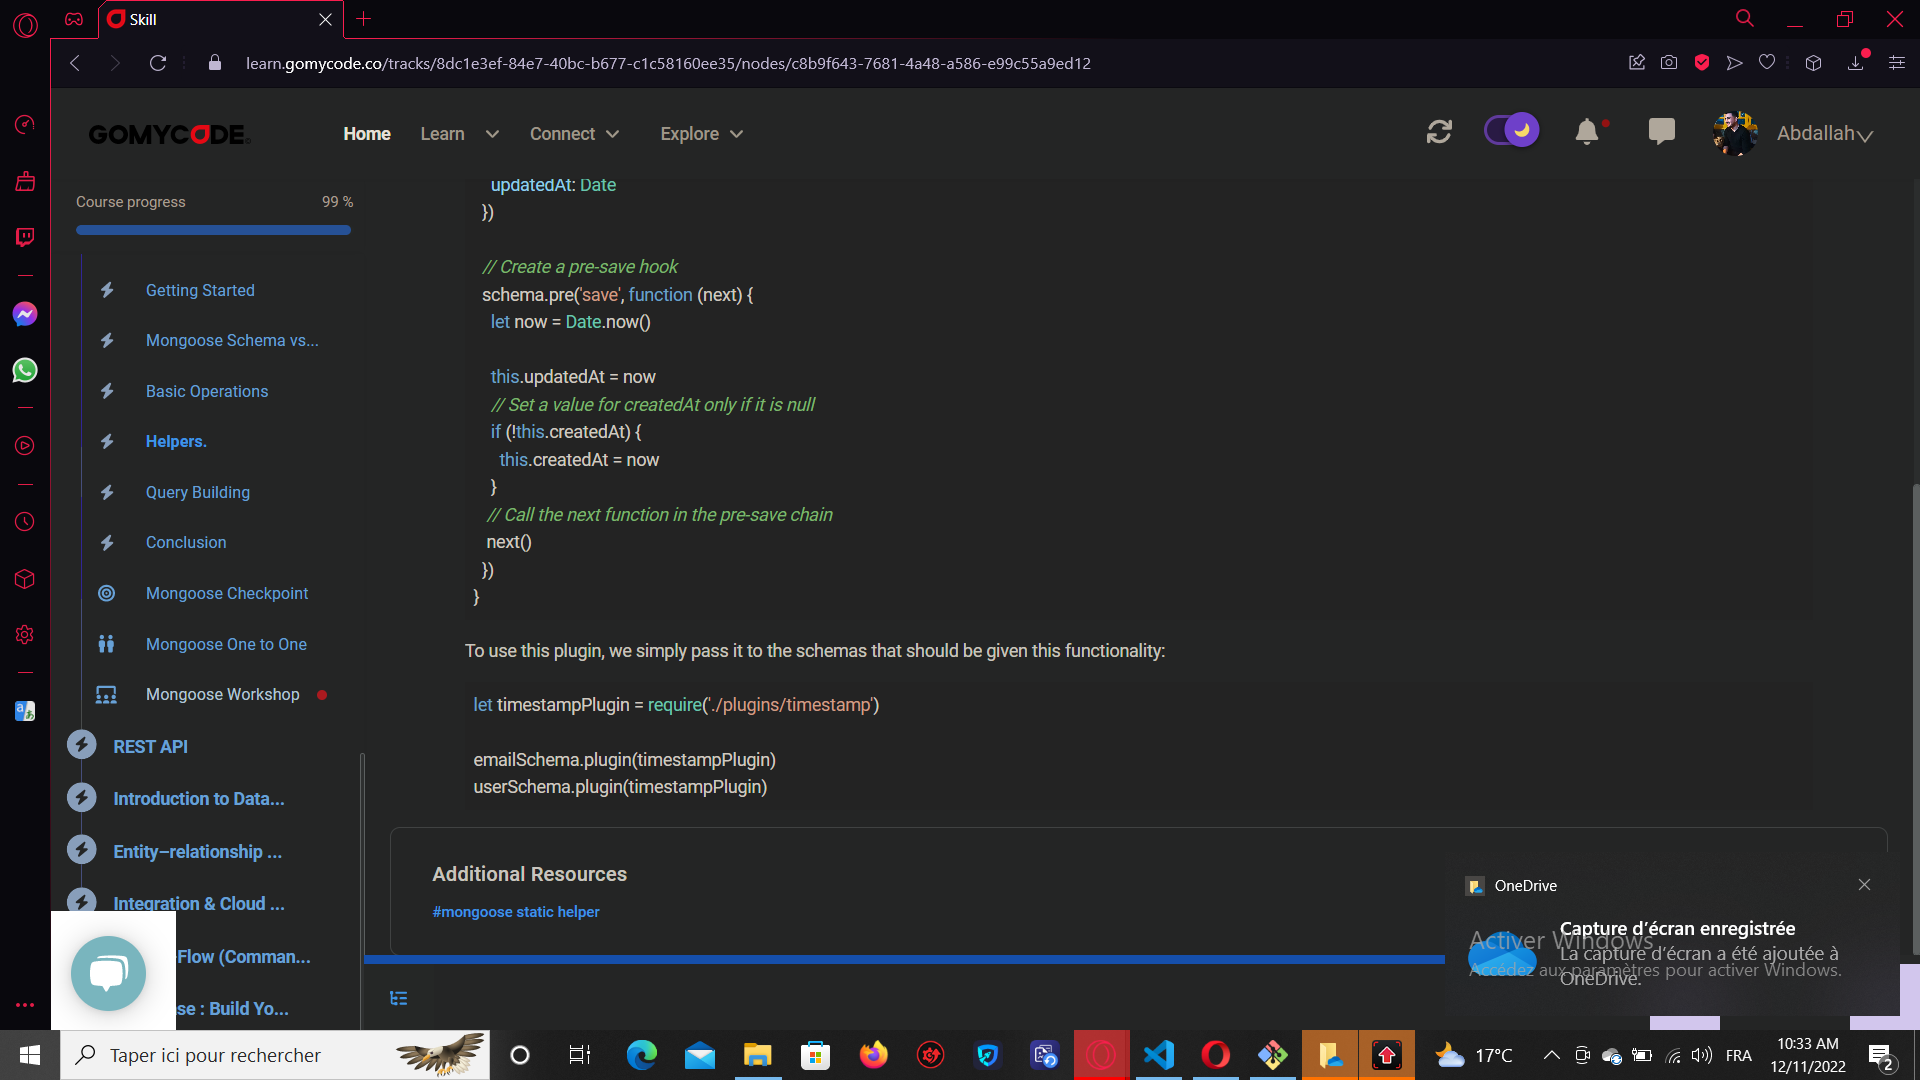 Skill
learn.gomycode.co/tracks/8dc1e3ef-84e7-40bc-b677-c1c58160ee35/nodes/c8b9f643-7681-4a48-a586-e99c55a9ed12
GOMYCODE
Home
Learn
Connect
Explore
Abdallah
Course progress
99 %
Getting Started
Mongoose Schema vs...
Basic Operations
Helpers.
Query Building
Conclusion
Mongoose Checkpoint
Mongoose One to One
Mongoose Workshop
REST API
Introduction to Data...
Entity–relationship ...
Integration & Cloud ...
Flow (Comman...
se : Build Yo...
updatedAt: Date
})
// Create a pre-save hook
schema.pre('save', function (next) {
let now = Date.now()
this.updatedAt = now
// Set a value for createdAt only if it is null
if (!this.createdAt) {
this.createdAt = now
}
// Call the next function in the pre-save chain
next()
})
}
To use this plugin, we simply pass it to the schemas that should be given this functionality:
let timestampPlugin = require('./plugins/timestamp')
emailSchema.plugin(timestampPlugin)
userSchema.plugin(timestampPlugin)
Additional Resources
#mongoose static helper
OneDrive
Capture d'écran enregistrée
La capture d'écran a été ajoutée à
OneDrive.
Activer Windows
Accédez aux paramètres pour activer Windows.
Taper ici pour rechercher
17°C
FRA
10:33 AM
12/11/2022
2